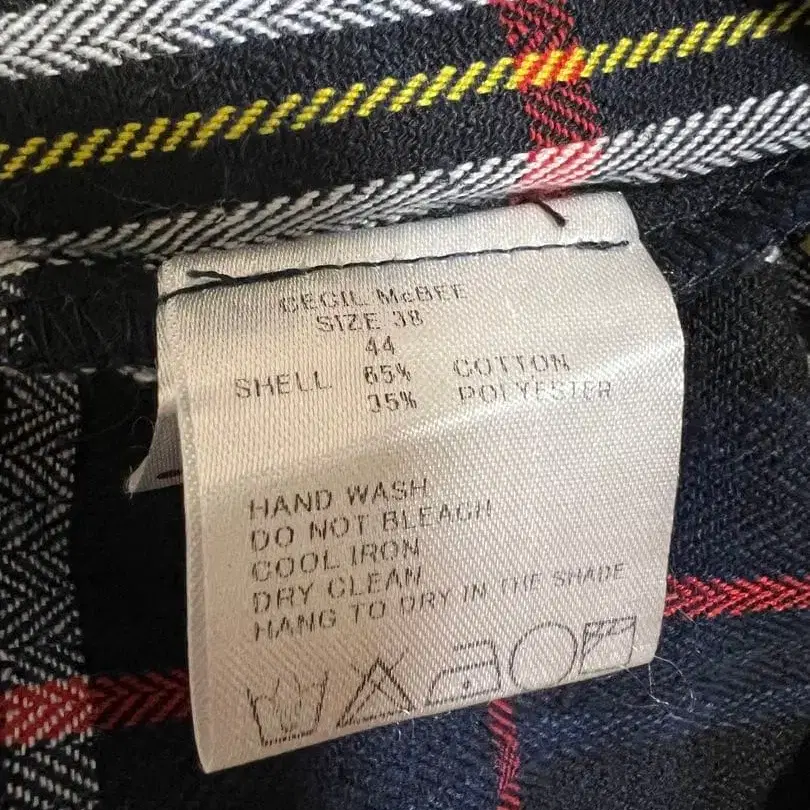 CECIL McBEE
SIZE 38
44
SHELL 65% COTTON
35% POLYESTER
HAND WASH
DO NOT BLEACH
COOL IRON
DRY CLEAN
HANG TO DRY IN THE SHADE